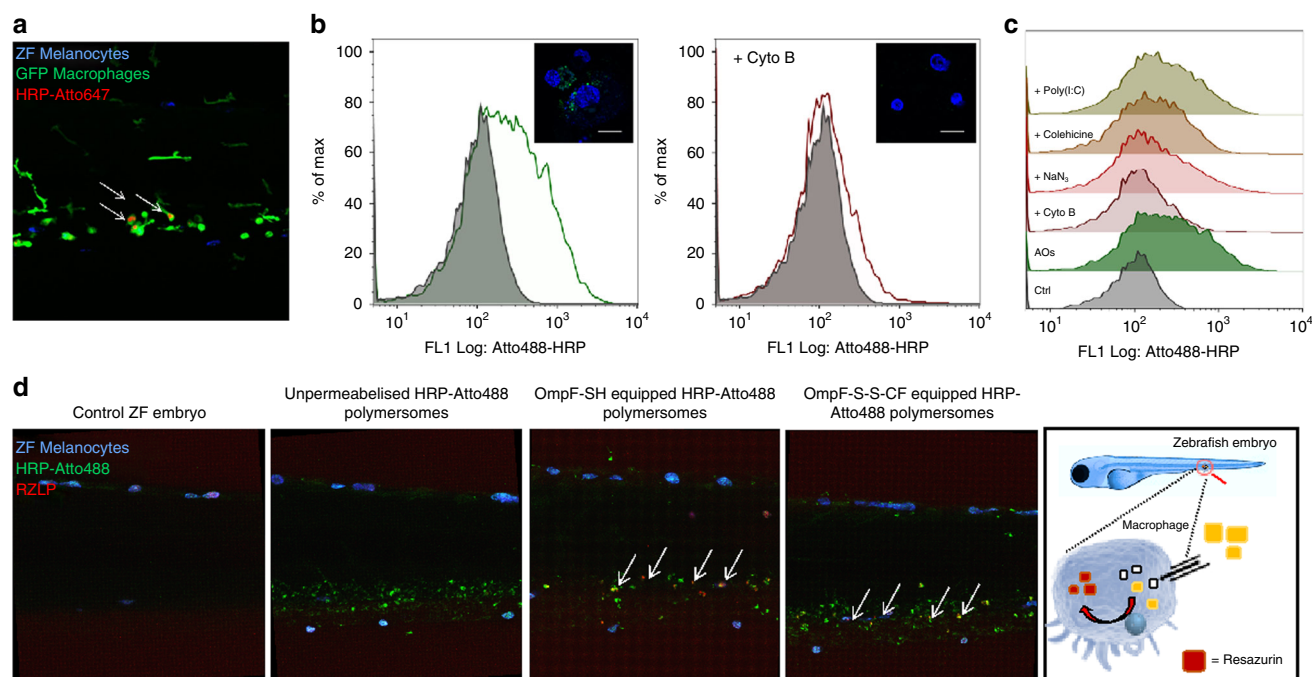 a
ZF Melanocytes
GFP Macrophages
HRP-Atto647
b
100
80
60
40
20
0
% of max
10¹
10²
10³
10⁴
FL1 Log: Atto488-HRP
+ Cyto B
100
80
60
40
20
0
% of max
10¹
10²
10³
10⁴
FL1 Log: Atto488-HRP
c
+ Poly(I:C)
+ Colehicine
+ NaN₃
+ Cyto B
AOs
Ctrl
10¹
10²
10³
10⁴
FL1 Log: Atto488-HRP
d
Control ZF embryo
ZF Melanocytes
HRP-Atto488
RZLP
Unpermeabelised HRP-Atto488
polymersomes
OmpF-SH equipped HRP-Atto488
polymersomes
OmpF-S-S-CF equipped HRP-
Atto488 polymersomes
Zebrafish embryo
Macrophage
= Resazurin